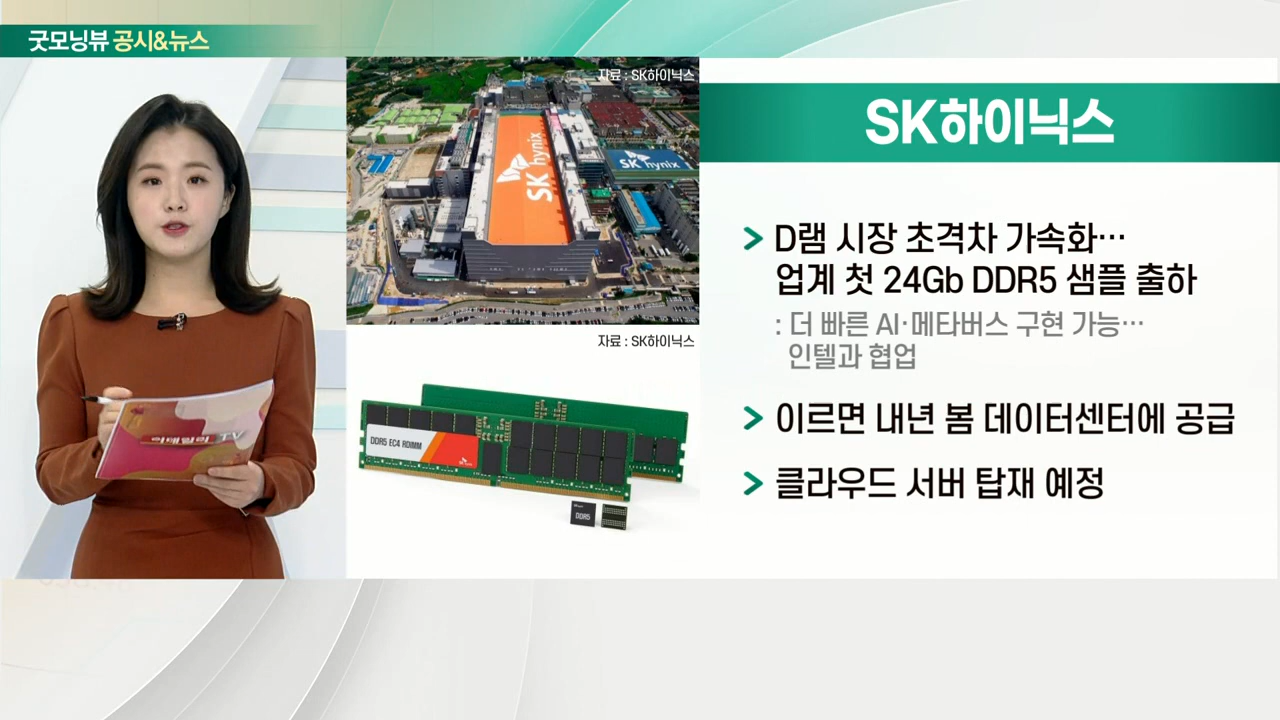 굿모닝뷰 공시&뉴스
자료 : SK하이닉스
SK hynix
SK hynix
자료 : SK하이닉스
DDR5 EC4 RDIMM
DDR5
이데일리 TV
SK하이닉스
D램 시장 초격차 가속화…
업계 첫 24Gb DDR5 샘플 출하
: 더 빠른 AI·메타버스 구현 가능…
인텔과 협업
이르면 내년 봄 데이터센터에 공급
클라우드 서버 탑재 예정